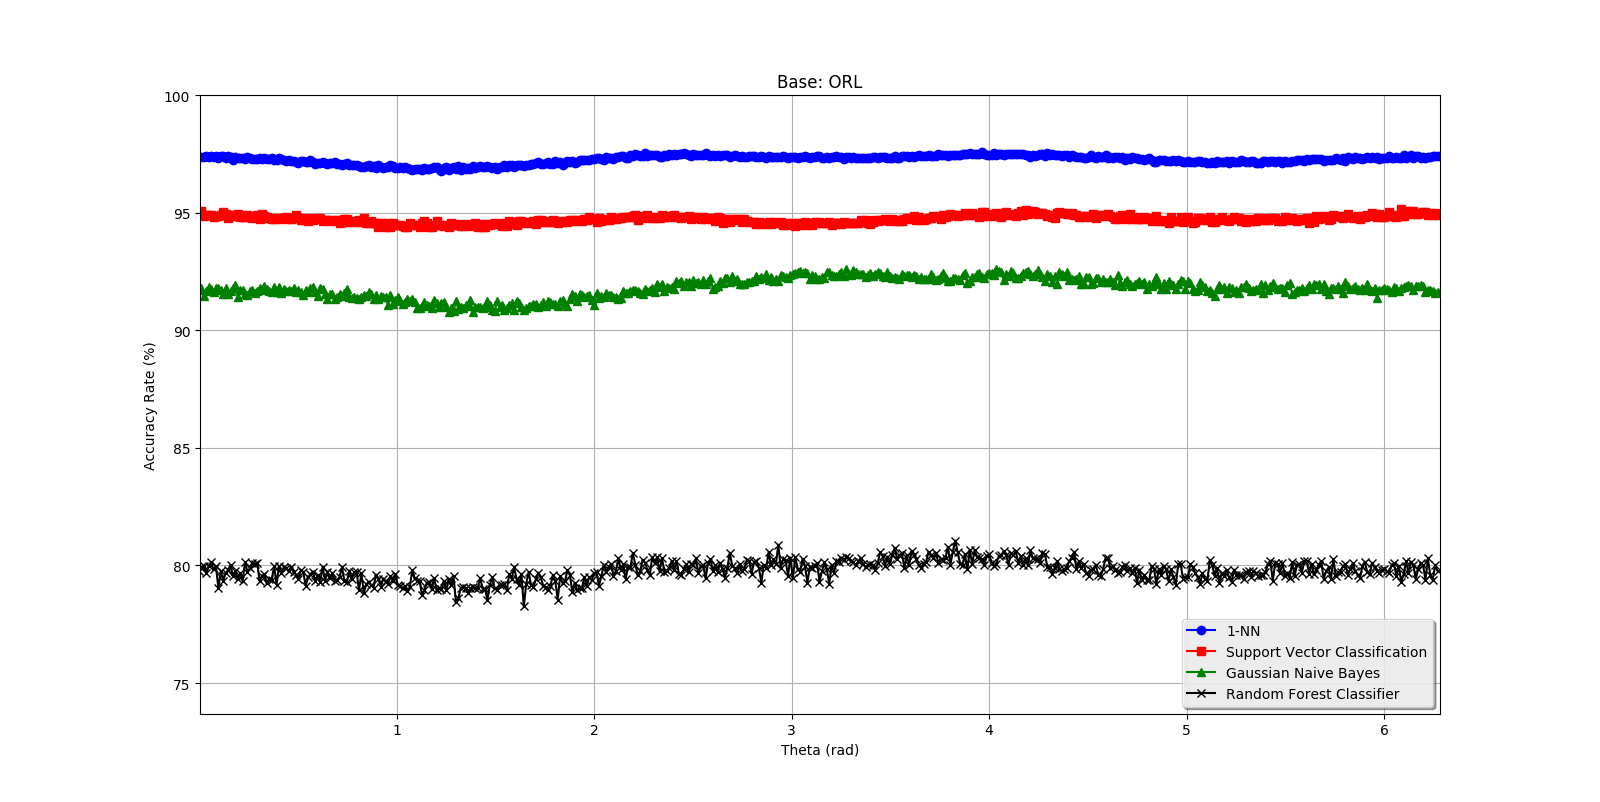 Base: ORL
100
95
90
85
80
75
Accuracy Rate (%)
1
2
3
4
5
6
Theta (rad)
1-NN
Support Vector Classification
Gaussian Naive Bayes
Random Forest Classifier